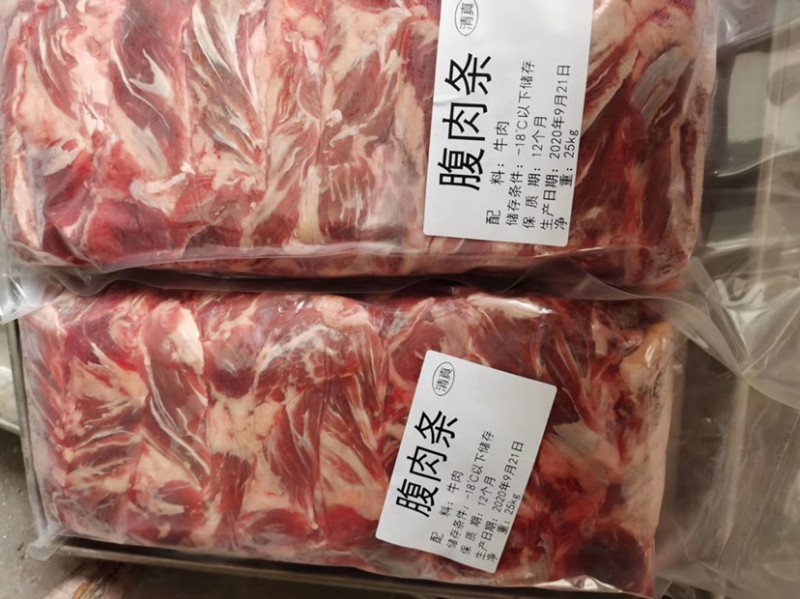 清真
腹肉条
配 料：牛肉
储存条件：-18℃以下储存
保 质 期：12个月
生产日期：2020年9月21日
净 重：25kg
清真
腹肉条
配 料：牛肉
储存条件：-18℃以下储存
保 质 期：12个月
生产日期：2020年9月21日
净 重：25kg